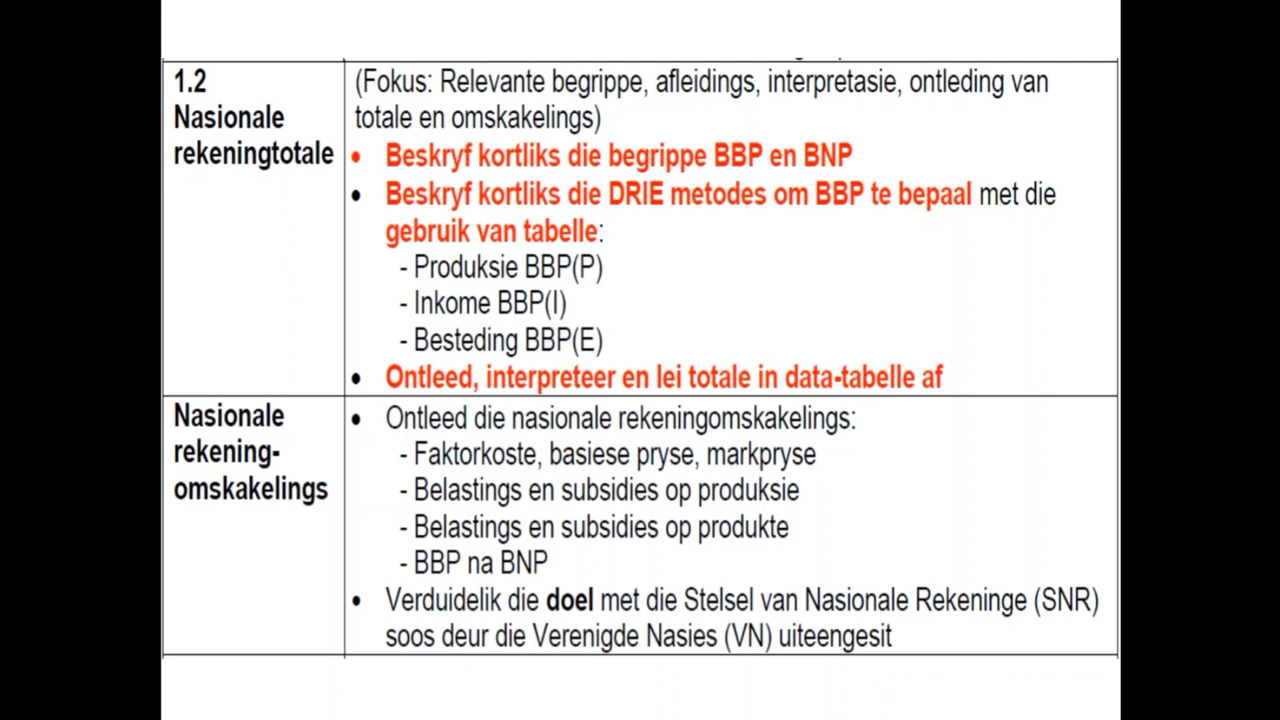 1.2
Nasionale
rekeningtotale
(Fokus: Relevante begrippe, afleidings, interpretasie, ontleding van
totale en omskakelings)
• Beskryf kortliks die begrippe BBP en BNP
• Beskryf kortliks die DRIE metodes om BBP te bepaal met die
gebruik van tabelle:
- Produksie BBP(P)
- Inkome BBP(I)
- Besteding BBP(E)
• Ontleed, interpreteer en lei totale in data-tabelle af
Nasionale
rekening-
omskakelings
• Ontleed die nasionale rekeningomskakelings:
- Faktorkoste, basiese pryse, markpryse
- Belastings en subsidies op produksie
- Belastings en subsidies op produkte
- BBP na BNP
• Verduidelik die doel met die Stelsel van Nasionale Rekeninge (SNR)
soos deur die Verenigde Nasies (VN) uiteengesit